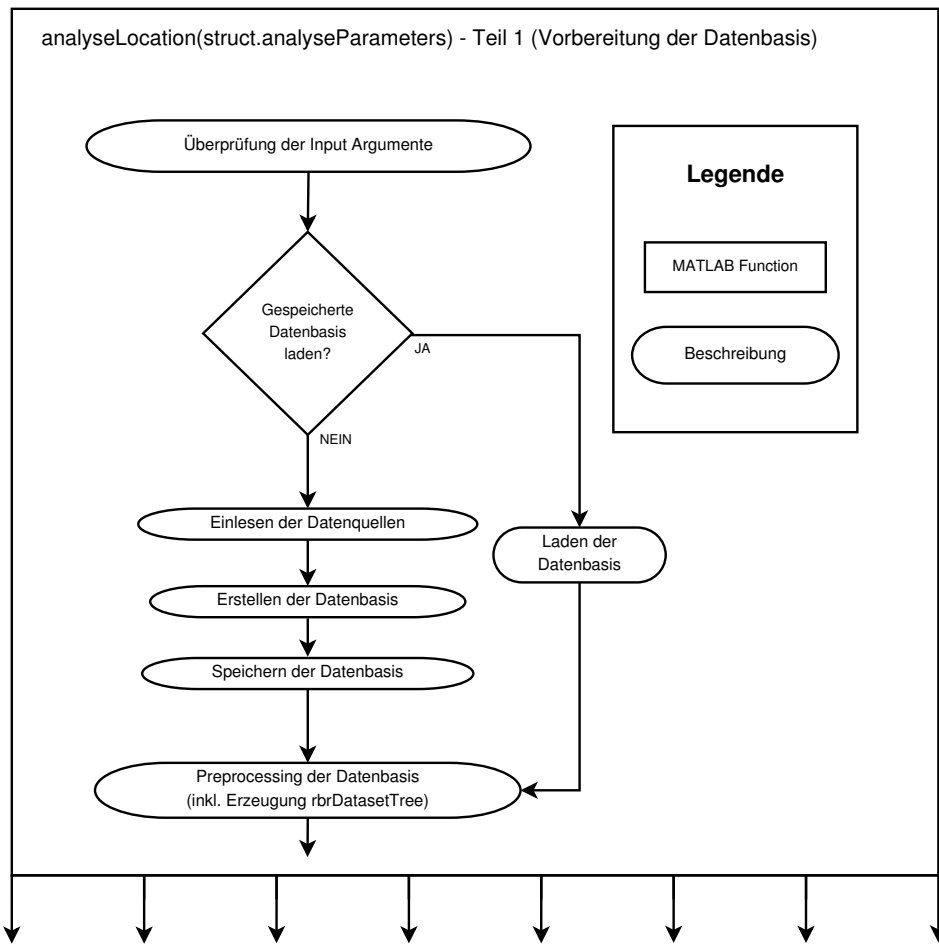 analyseLocation(struct.analyseParameters) - Teil 1 (Vorbereitung der Datenbasis)
Überprüfung der Input Argumente
Legende
MATLAB Function
Beschreibung
Gespeicherte
Datenbasis
laden?
JA
NEIN
Einlesen der Datenquellen
Laden der
Datenbasis
Erstellen der Datenbasis
Speichern der Datenbasis
Preprocessing der Datenbasis
(inkl. Erzeugung rbrDatasetTree)